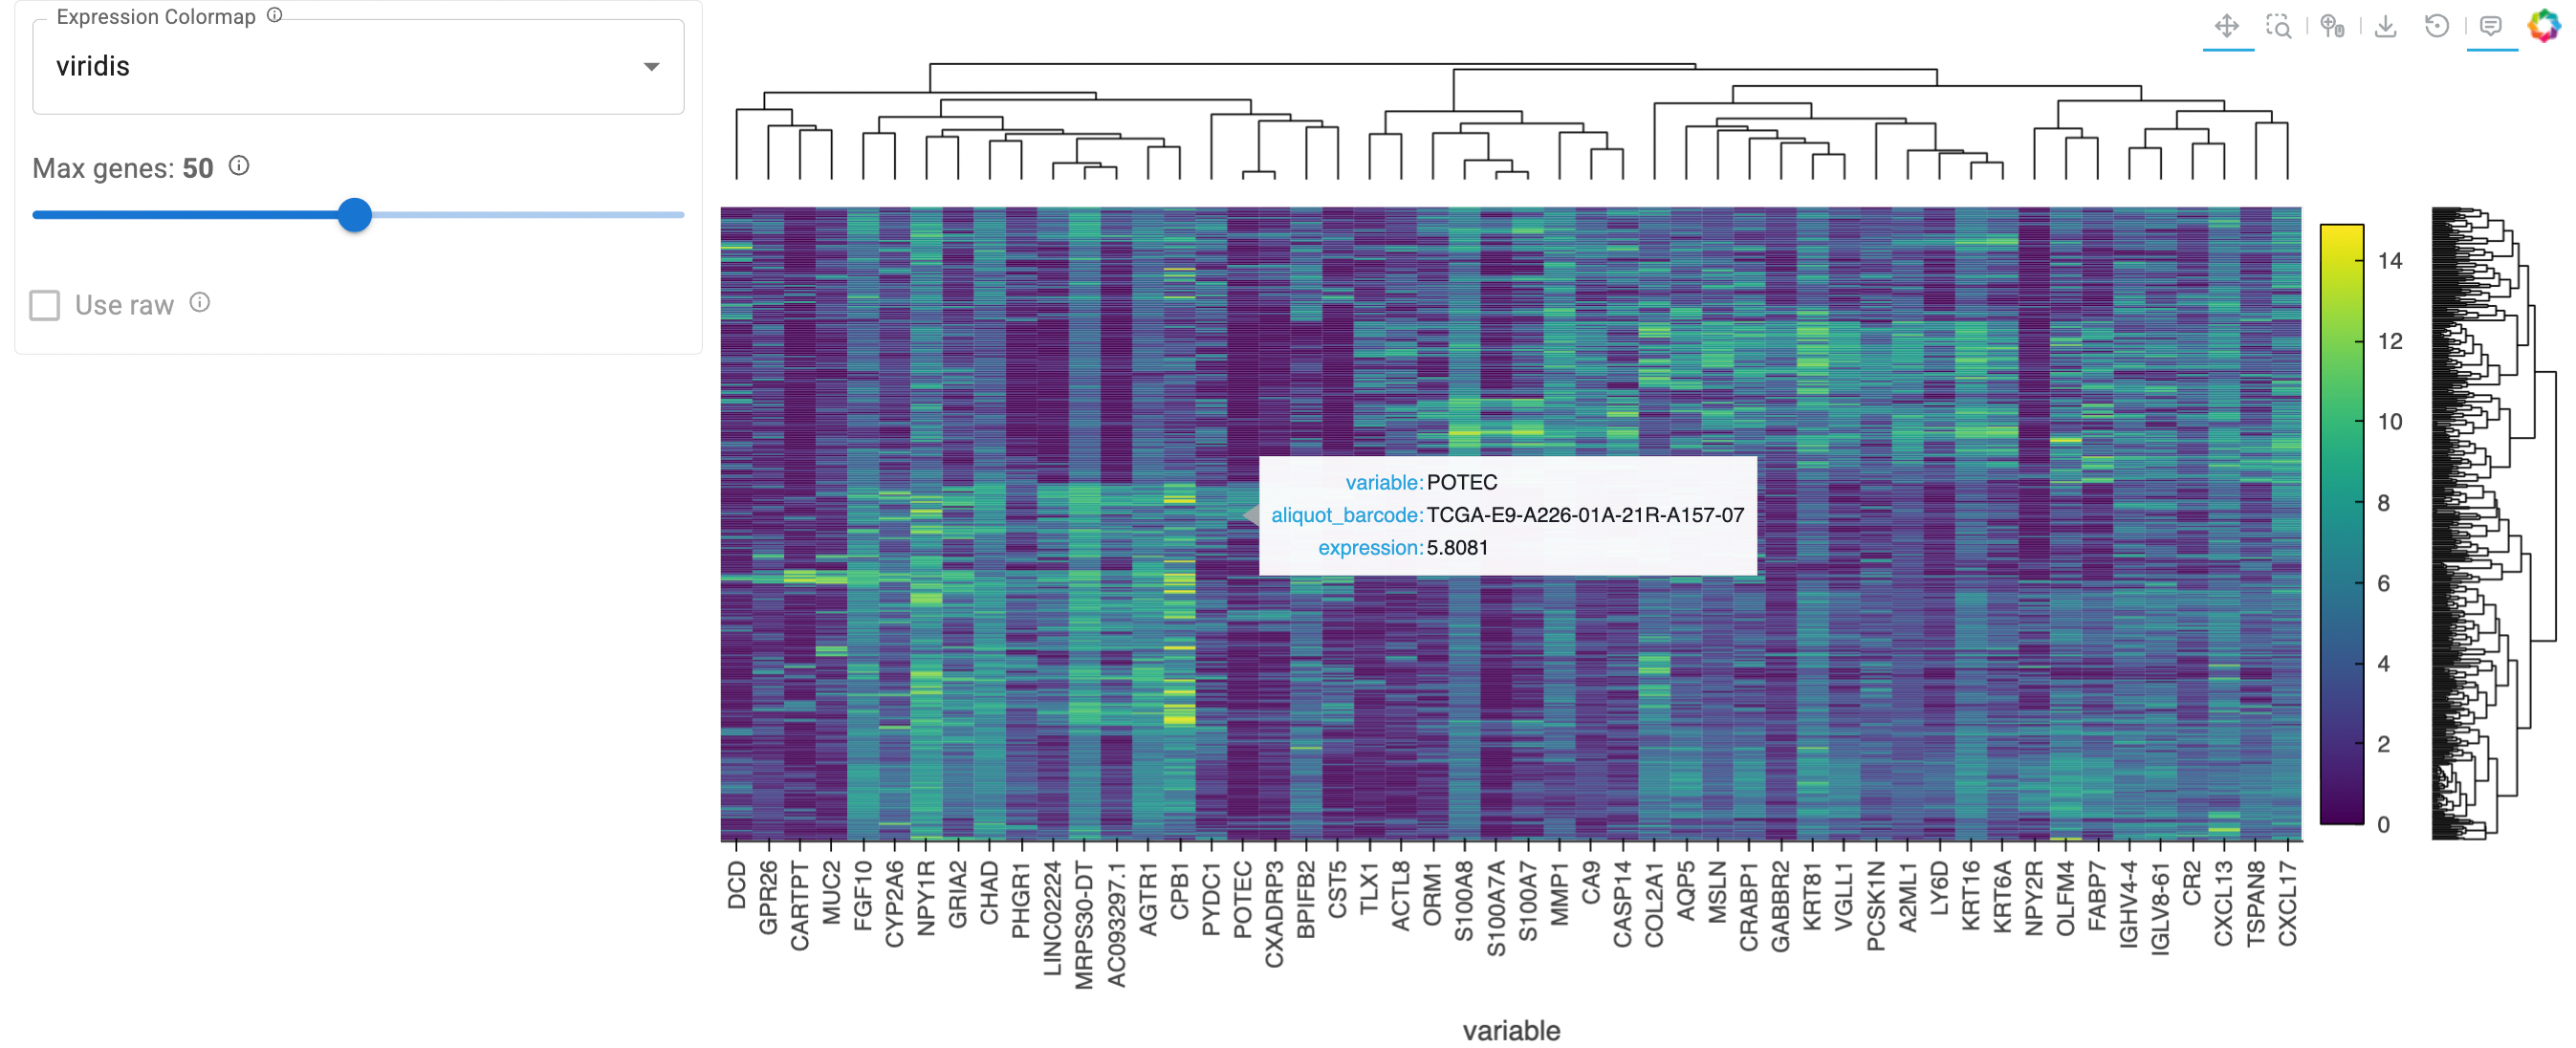 Expression Colormap
viridis
Max genes: 50
Use raw
variable: POTEC
aliquot_barcode: TCGA-E9-A226-01A-21R-A157-07
expression: 5.8081
14
12
10
8
6
4
2
0
DCD
GPR26
CARTPT
MUC2
FGF10
CYP2A6
NPY1R
GRIA2
CHAD
PHGR1
LINC02224
MRPS30-DT
AC093297.1
AGTR1
CPB1
PYDC1
POTEC
CXADRP3
BPIFB2
CST5
TLX1
ACTL8
ORM1
S100A8
S100A7A
S100A7
MMP1
CA9
CASP14
COL2A1
AQP5
MSLN
CRABP1
GABBR2
KRT81
VGLL1
PCSK1N
A2ML1
LY6D
KRT16
KRT6A
NPY2R
OLFM4
FABP7
IGHV4-4
IGLV8-61
CR2
CXCL13
TSPAN8
CXCL17
variable